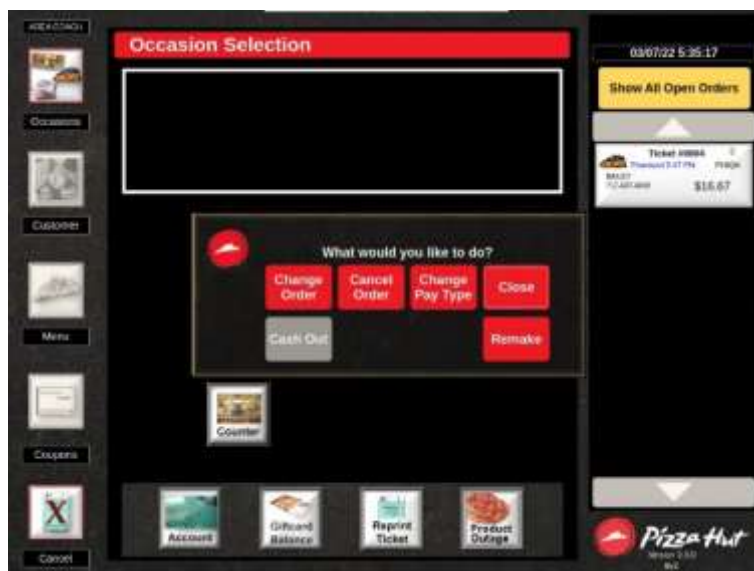 AREA COACH
Occasion Selection
03/07/22 5:35:17
Show All Open Orders
Occasions
Ticket #0004
$16.67
Customer
What would you like to do?
Change Order
Cancel Order
Change Pay Type
Close
Cash Out
Remake
Menu
Counter
Coupons
Account
Giftcard Balance
Reprint Ticket
Product Outage
Cancel
Pizza Hut